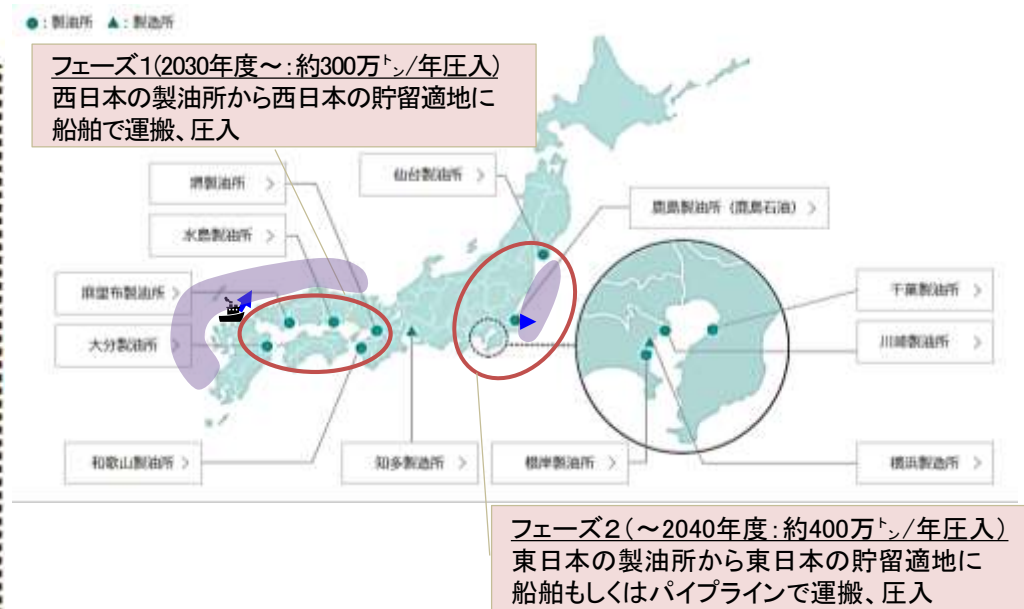 ●：製油所　▲：製造所
フェーズ1(2030年度～：約300万㌧/年圧入)
西日本の製油所から西日本の貯留適地に
船舶で運搬、圧入
堺製油所 >
仙台製油所 >
鹿島製油所（鹿島石油） >
水島製油所 >
麻里布製油所 >
千葉製油所 >
大分製油所 >
川崎製油所 >
和歌山製油所 >
知多製造所 >
根岸製油所 >
横浜製造所 >
フェーズ2（～2040年度：約400万㌧/年圧入）
東日本の製油所から東日本の貯留適地に
船舶もしくはパイプラインで運搬、圧入